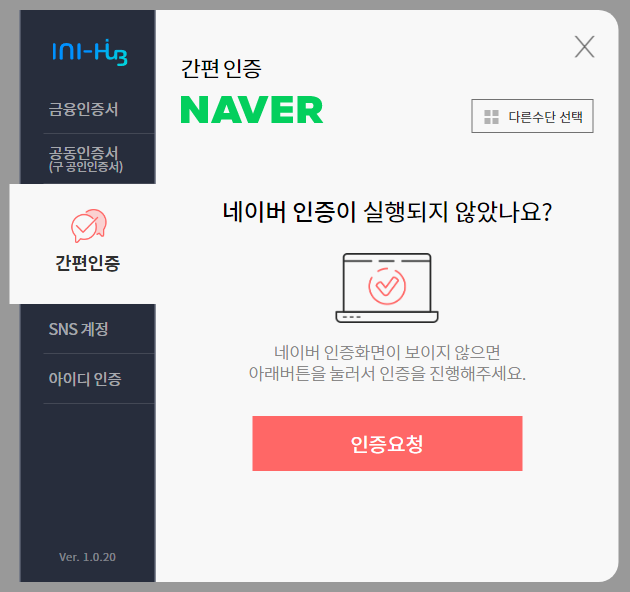 INI-HUB
금융인증서
공동인증서
(구 공인인증서)
간편인증
SNS 계정
아이디 인증
Ver. 1.0.20
간편 인증
NAVER
다른수단 선택
네이버 인증이 실행되지 않았나요?
네이버 인증화면이 보이지 않으면
아래버튼을 눌러서 인증을 진행해주세요.
인증요청